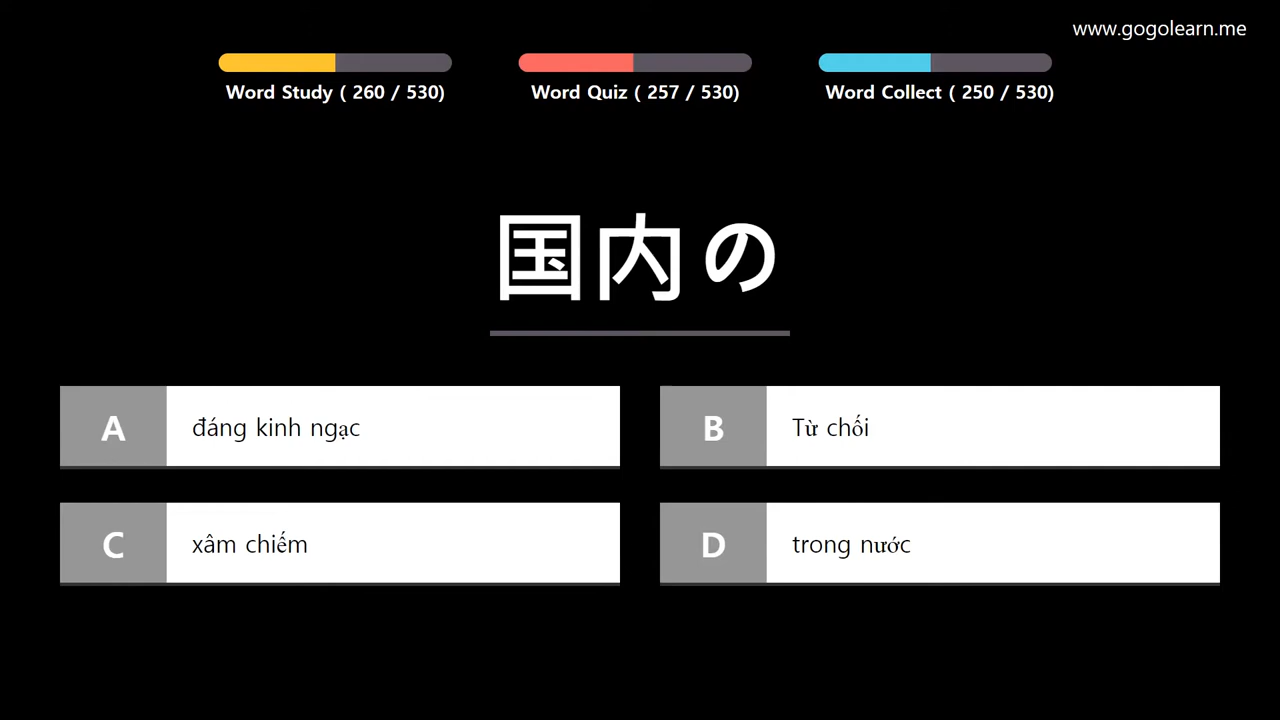 www.gogolearn.me
Word Study ( 260 / 530)
Word Quiz ( 257 / 530)
Word Collect ( 250 / 530)
国内の
A đáng kinh ngạc
B Từ chối
C xâm chiếm
D trong nước